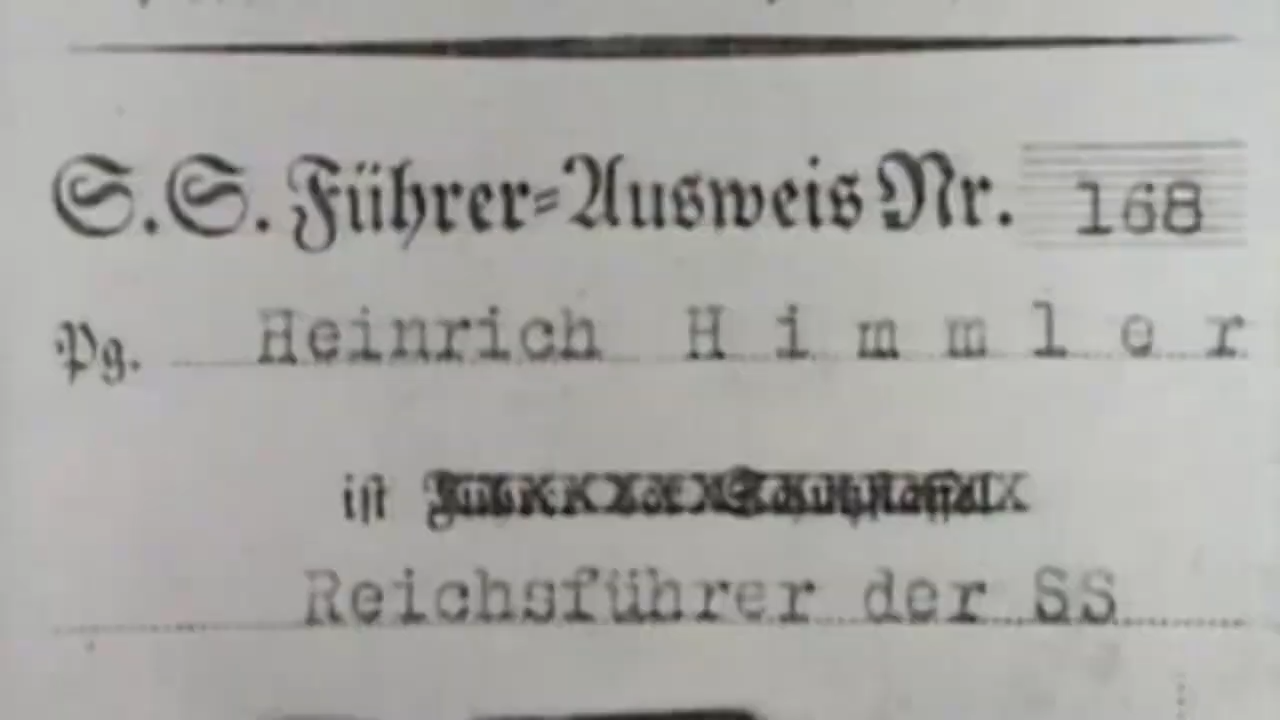 S.S. Führer-Ausweis Nr. 168
Pg. Heinrich Himmler
ist
Reichsführer der SS